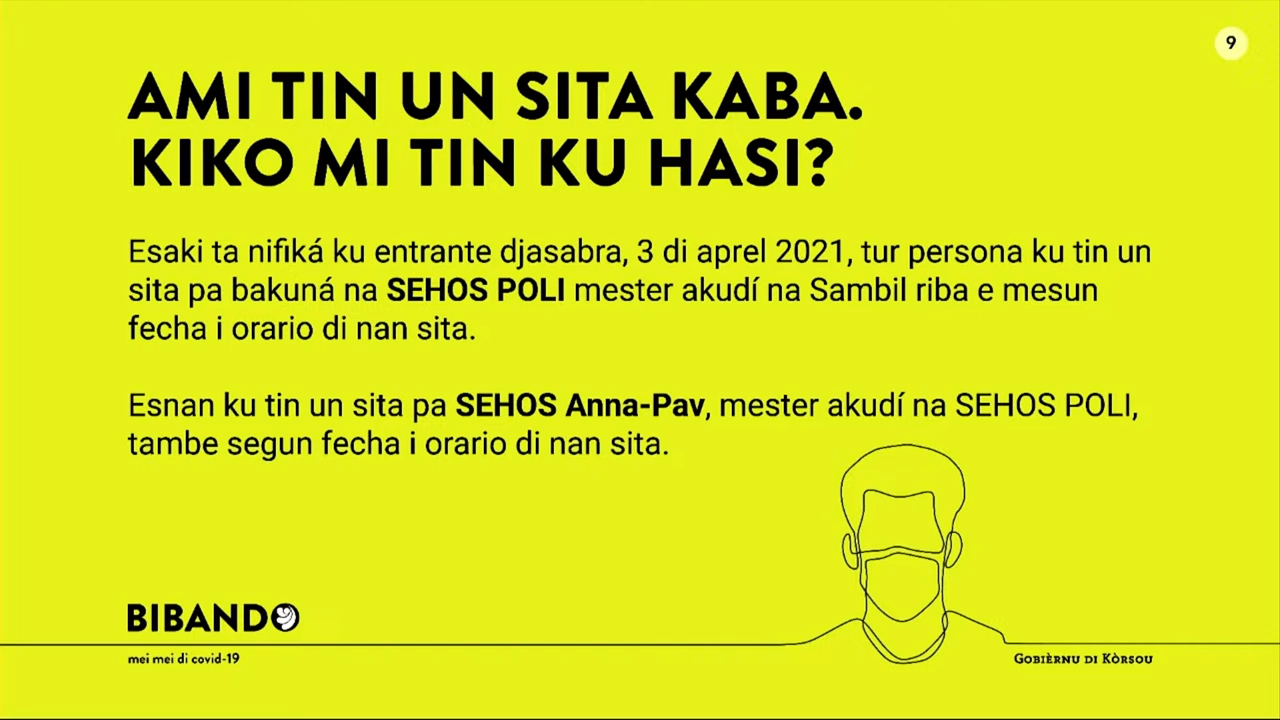 9
AMI TIN UN SITA KABA.
KIKO MI TIN KU HASI?
Esaki ta nifiká ku entrante djasabra, 3 di aprel 2021, tur persona ku tin un
sita pa bakuná na SEHOS POLI mester akudí na Sambil riba e mesun
fecha i orario di nan sita.
Esnan ku tin un sita pa SEHOS Anna-Pav, mester akudí na SEHOS POLI,
tambe segun fecha i orario di nan sita.
BIBANDO
mei mei di covid-19
Gobièrnu di Kòrsou